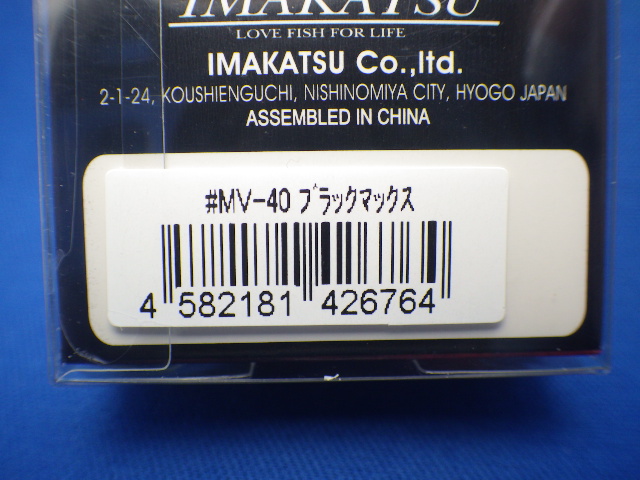 IMAKATSU
LOVE FISH FOR LIFE
IMAKATSU Co.,ltd.
2-1-24, KOUSHIENGUCHI, NISHINOMIYA CITY, HYOGO JAPAN
ASSEMBLED IN CHINA
#MV-40 ブラックマックス
4 582181 426764